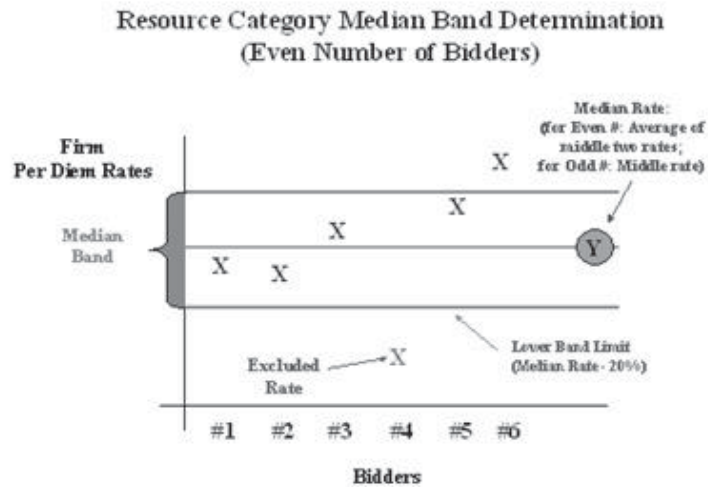 Resource Category Median Band Determination
(Even Number of Bidders)
Median Rate:
(for Even #: Average of
middle two rates;
for Odd #: Middle rate)
Firm
Per Diem Rates
X
X
Median
Band
X
Y
X
X
Lower Band Limit
(Median Rate - 20%)
Excluded
Rate
X
#1 #2 #3 #4 #5 #6
Bidders